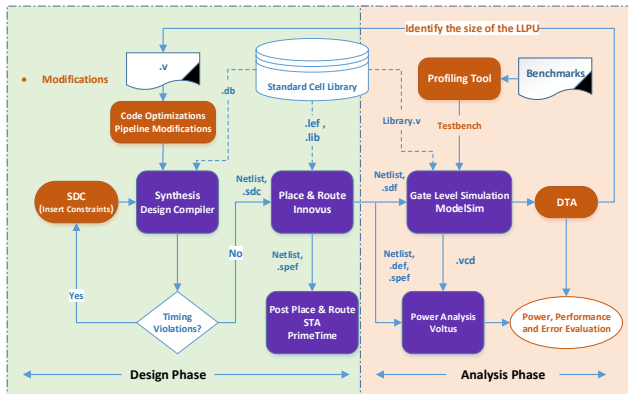 Identify the size of the LLPU
.v
• Modifications
Code Optimizations
Pipeline Modifications
.db
Standard Cell Library
.lef ,
.lib
Library.v
Profiling Tool
Benchmarks
Testbench
SDC
(Insert Constraints)
Synthesis
Design Compiler
Netlist,
.sdc
Place & Route
Innovus
Netlist,
.sdf
Gate Level Simulation
ModelSim
DTA
No
Yes
Timing
Violations?
Netlist,
.spef
Post Place & Route
STA
PrimeTime
Netlist,
.def,
.spef
.vcd
Power Analysis
Voltus
Power, Performance
and Error Evaluation
Design Phase
Analysis Phase